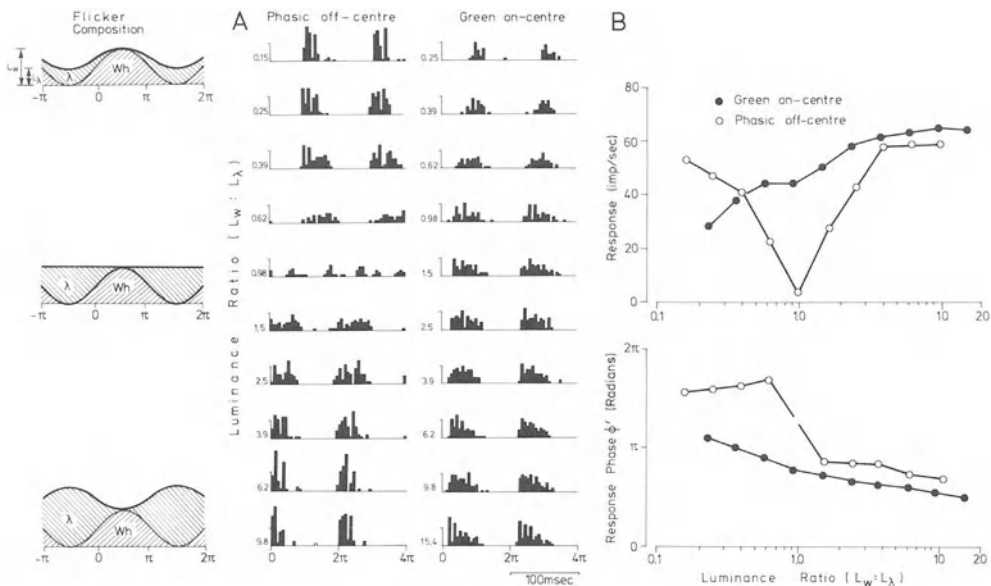 Flicker
Composition
Lw
Lλ
λ
Wh
-π 0 π 2π
λ
Wh
-π 0 π 2π
λ
Wh
-π 0 π 2π
A
Phasic off-centre
Green on-centre
Luminance Ratio (Lw:Lλ)
0.15
0.25
0.39
0.62
0.98
1.5
2.5
3.9
6.2
9.8
0 2π 4π
0.25
0.39
0.62
0.98
1.5
2.5
3.9
6.2
9.8
15.4
0 2π 4π
100msec
B
Response (imp/sec)
80
60
40
20
0
Green on-centre
Phasic off-centre
0.1 1.0 10.0
Response Phase ϕ' (Radians)
2π
π
0
0.1 1.0 10.0
Luminance Ratio (Lw:Lλ)